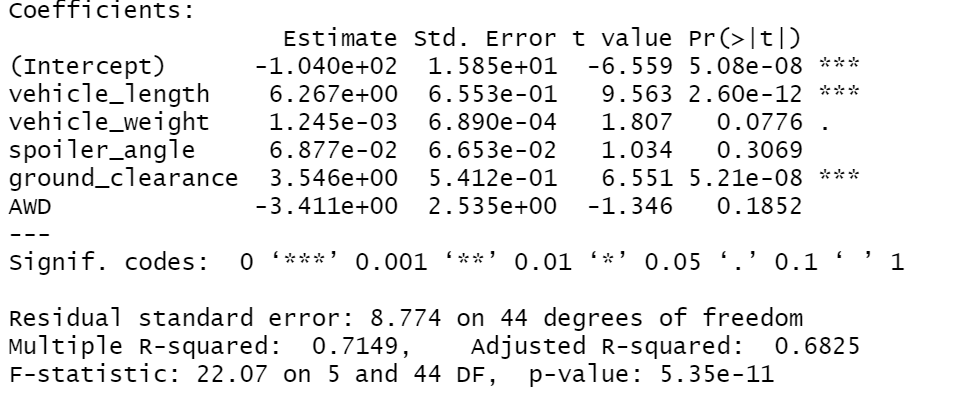 Coefficients:
Estimate Std. Error t value Pr(>|t|)
(Intercept) -1.040e+02 1.585e+01 -6.559 5.08e-08 ***
vehicle_length 6.267e+00 6.553e-01 9.563 2.60e-12 ***
vehicle_weight 1.245e-03 6.890e-04 1.807 0.0776 .
spoiler_angle 6.877e-02 6.653e-02 1.034 0.3069
ground_clearance 3.546e+00 5.412e-01 6.551 5.21e-08 ***
AWD -3.411e+00 2.535e+00 -1.346 0.1852
---
Signif. codes: 0 ‘***’ 0.001 ‘**’ 0.01 ‘*’ 0.05 ‘.’ 0.1 ‘ ’ 1
Residual standard error: 8.774 on 44 degrees of freedom
Multiple R-squared: 0.7149, Adjusted R-squared: 0.6825
F-statistic: 22.07 on 5 and 44 DF, p-value: 5.35e-11